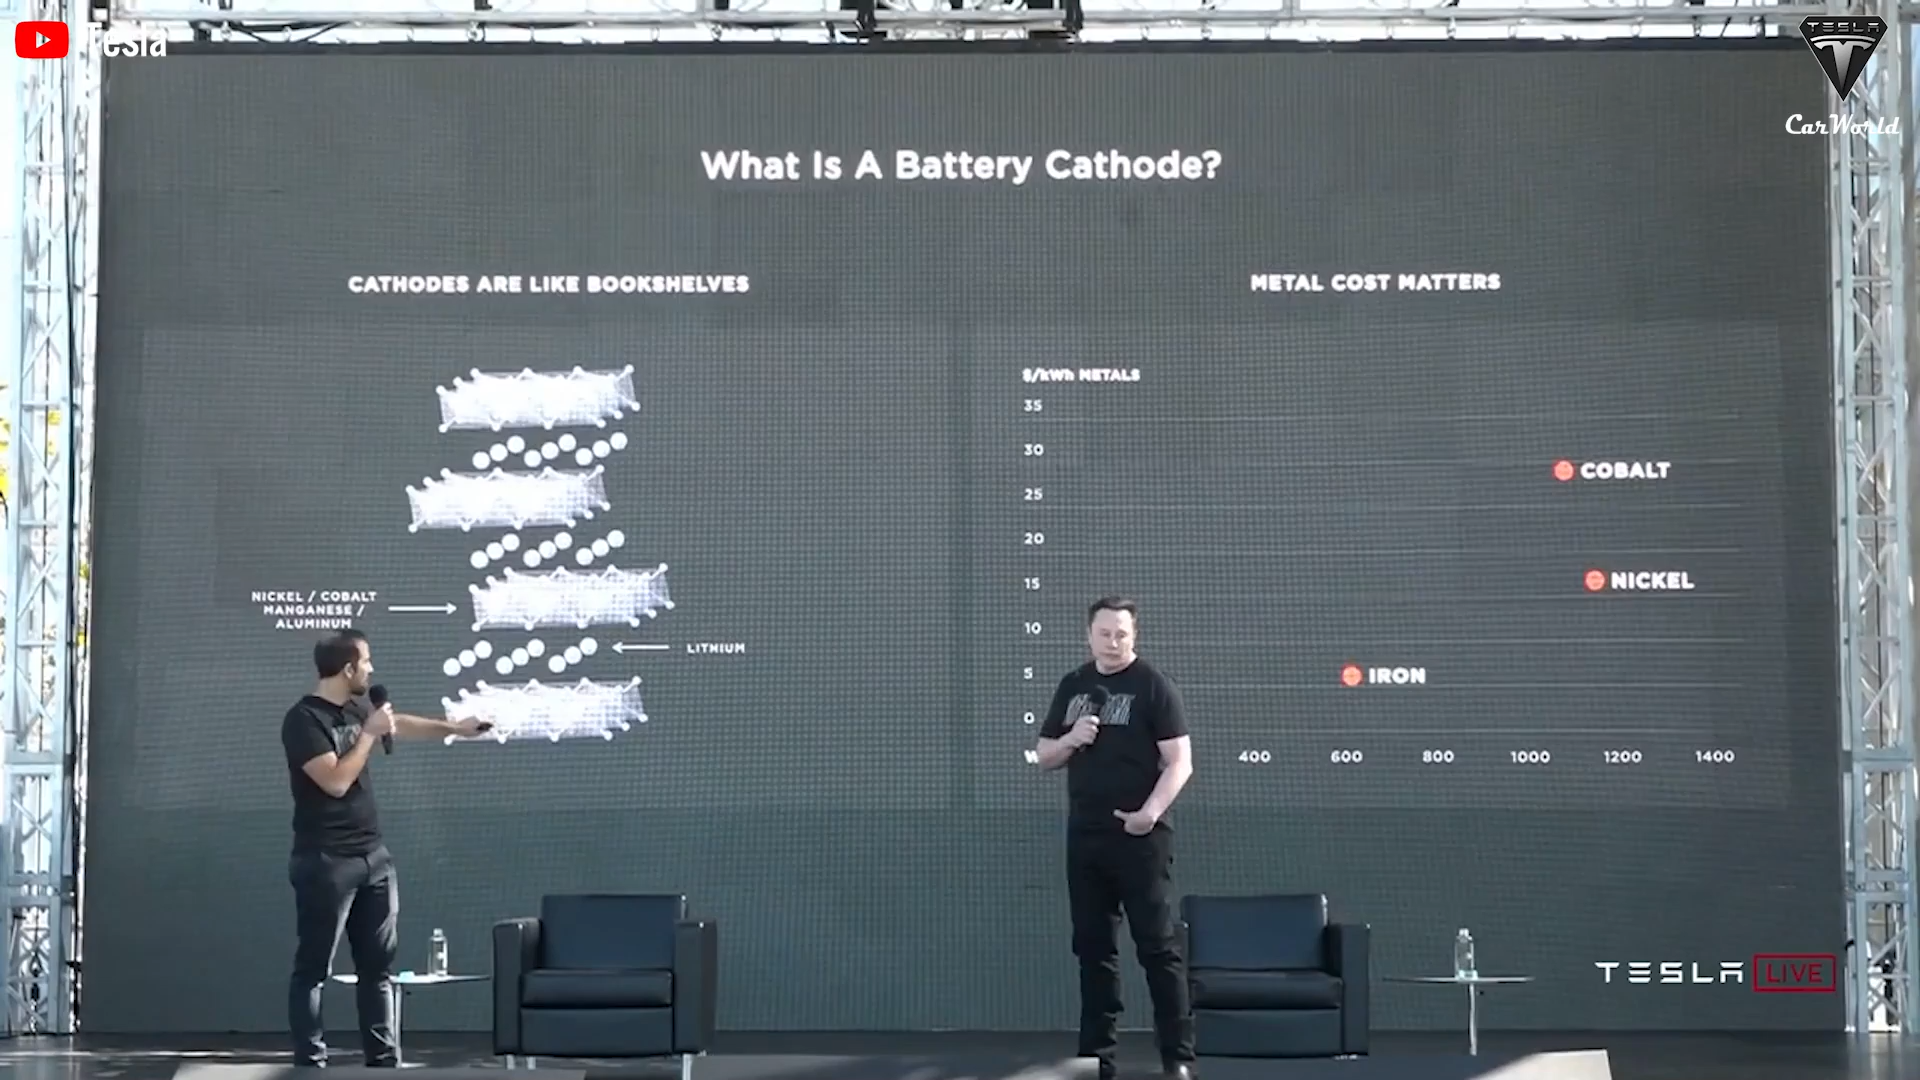 Tesla
TESLA
CarWorld
What Is A Battery Cathode?
CATHODES ARE LIKE BOOKSHELVES
METAL COST MATTERS
$/kWh METALS
35
30
COBALT
25
20
15
NICKEL
NICKEL / COBALT
MANGANESE /
ALUMINUM
10
LITHIUM
5
IRON
0
400 600 800 1000 1200 1400
TESLA LIVE